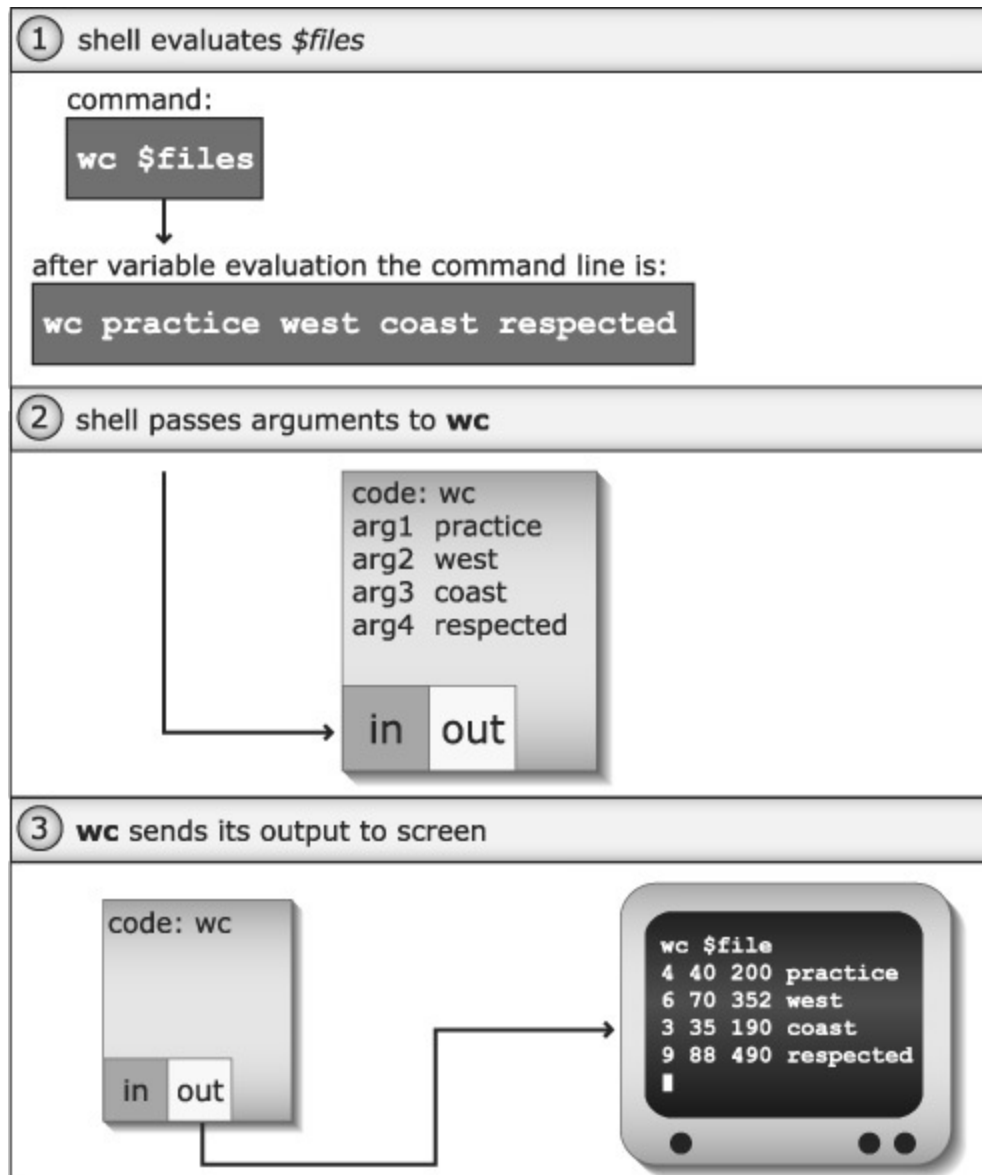 1 shell evaluates $files
command:
wc $files
after variable evaluation the command line is:
wc practice west coast respected
2 shell passes arguments to wc
code: wc
arg1 practice
arg2 west
arg3 coast
arg4 respected
in out
3 wc sends its output to screen
code: wc
in out
wc $file
4 40 200 practice
6 70 352 west
3 35 190 coast
9 88 490 respected